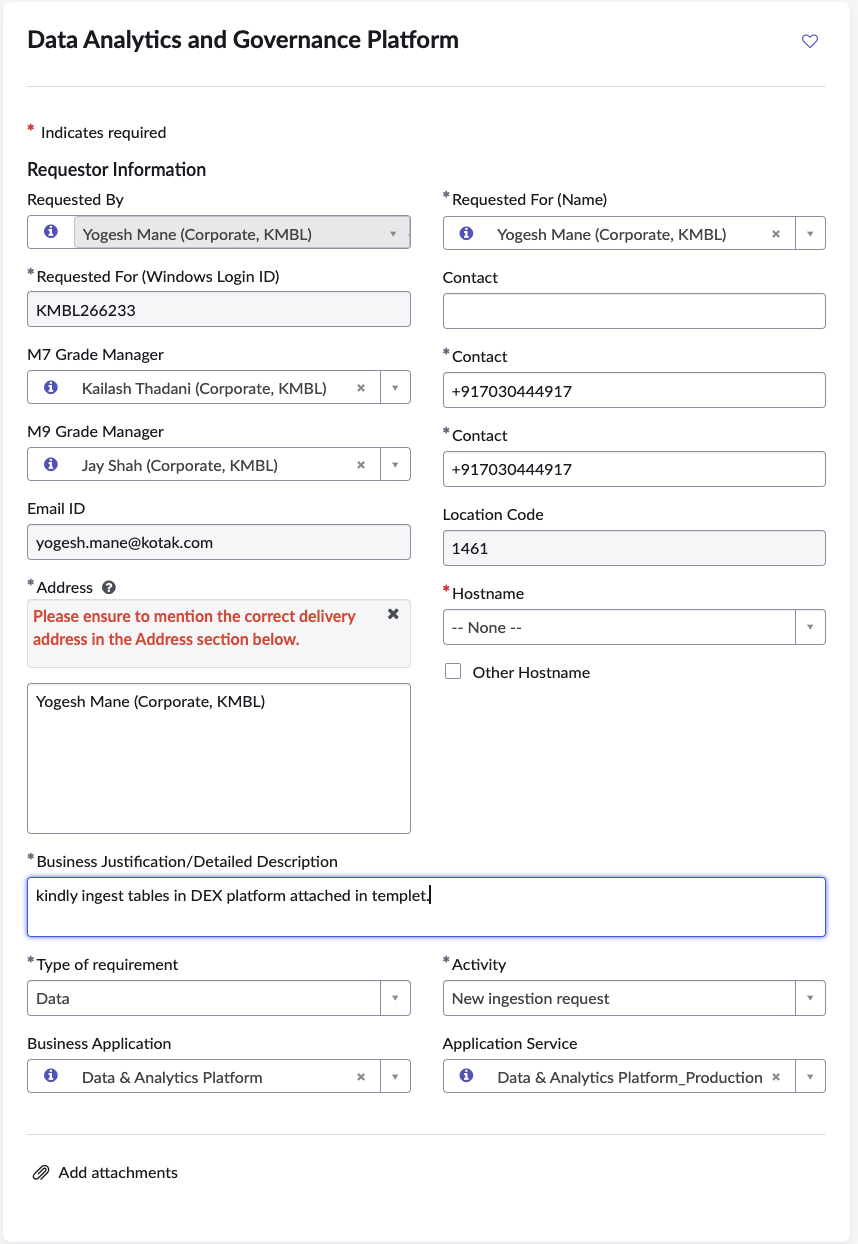 Data Analytics and Governance Platform
* Indicates required
Requestor Information
Requested By
Yogesh Mane (Corporate, KMBL)
* Requested For (Name)
Yogesh Mane (Corporate, KMBL)
* Requested For (Windows Login ID)
KMBL266233
Contact
M7 Grade Manager
Kailash Thadani (Corporate, KMBL)
* Contact
+917030444917
M9 Grade Manager
Jay Shah (Corporate, KMBL)
* Contact
+917030444917
Email ID
yogesh.mane@kotak.com
Location Code
1461
* Address
Please ensure to mention the correct delivery
address in the Address section below.
Yogesh Mane (Corporate, KMBL)
* Hostname
-- None --
Other Hostname
* Business Justification/Detailed Description
kindly ingest tables in DEX platform attached in templet.
* Type of requirement
Data
* Activity
New ingestion request
Business Application
Data & Analytics Platform
Application Service
Data & Analytics Platform_Production
Add attachments